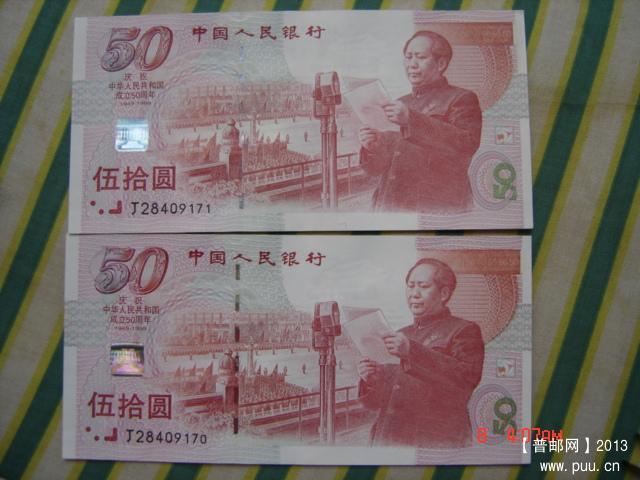 50
中国人民银行
庆祝
中华人民共和国
成立50周年
1949-1999
伍拾圆
J28409171
50
50
中国人民银行
庆祝
中华人民共和国
成立50周年
1949-1999
伍拾圆
J28409170
50
8 4:07AM
【普邮网】2013
www.puu.cn